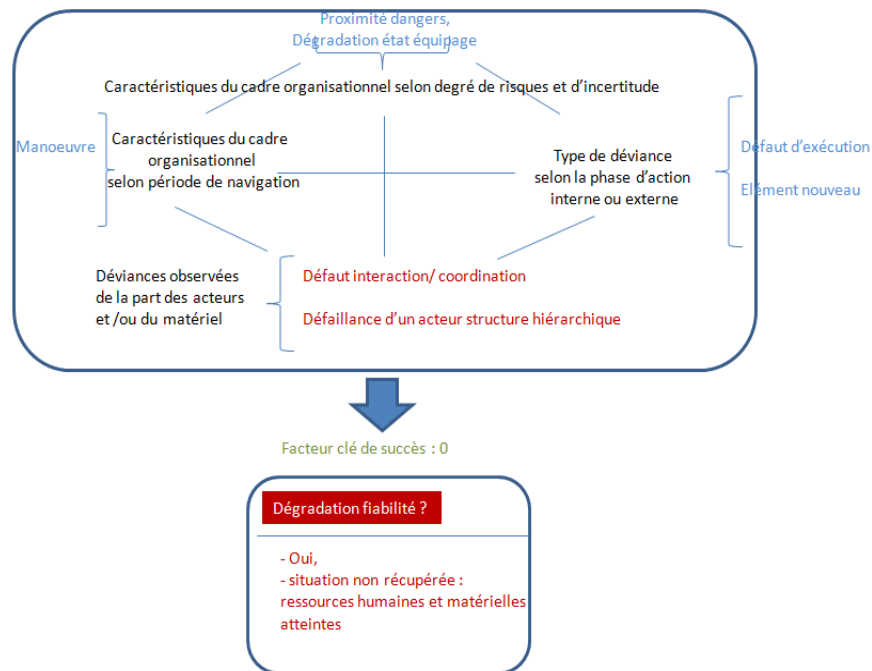 Proximité dangers,
Dégradation état équipage
Caractéristiques du cadre organisationnel selon degré de risques et d'incertitude
Manoeuvre
Caractéristiques du cadre
organisationnel
selon période de navigation
Type de déviance
selon la phase d'action
interne ou externe
Défaut d'exécution
Elément nouveau
Déviances observées
de la part des acteurs
et /ou du matériel
Défaut interaction/ coordination
Défaillance d'un acteur structure hiérarchique
Facteur clé de succès : 0
Dégradation fiabilité ?
- Oui,
- situation non récupérée :
ressources humaines et matérielles
atteintes